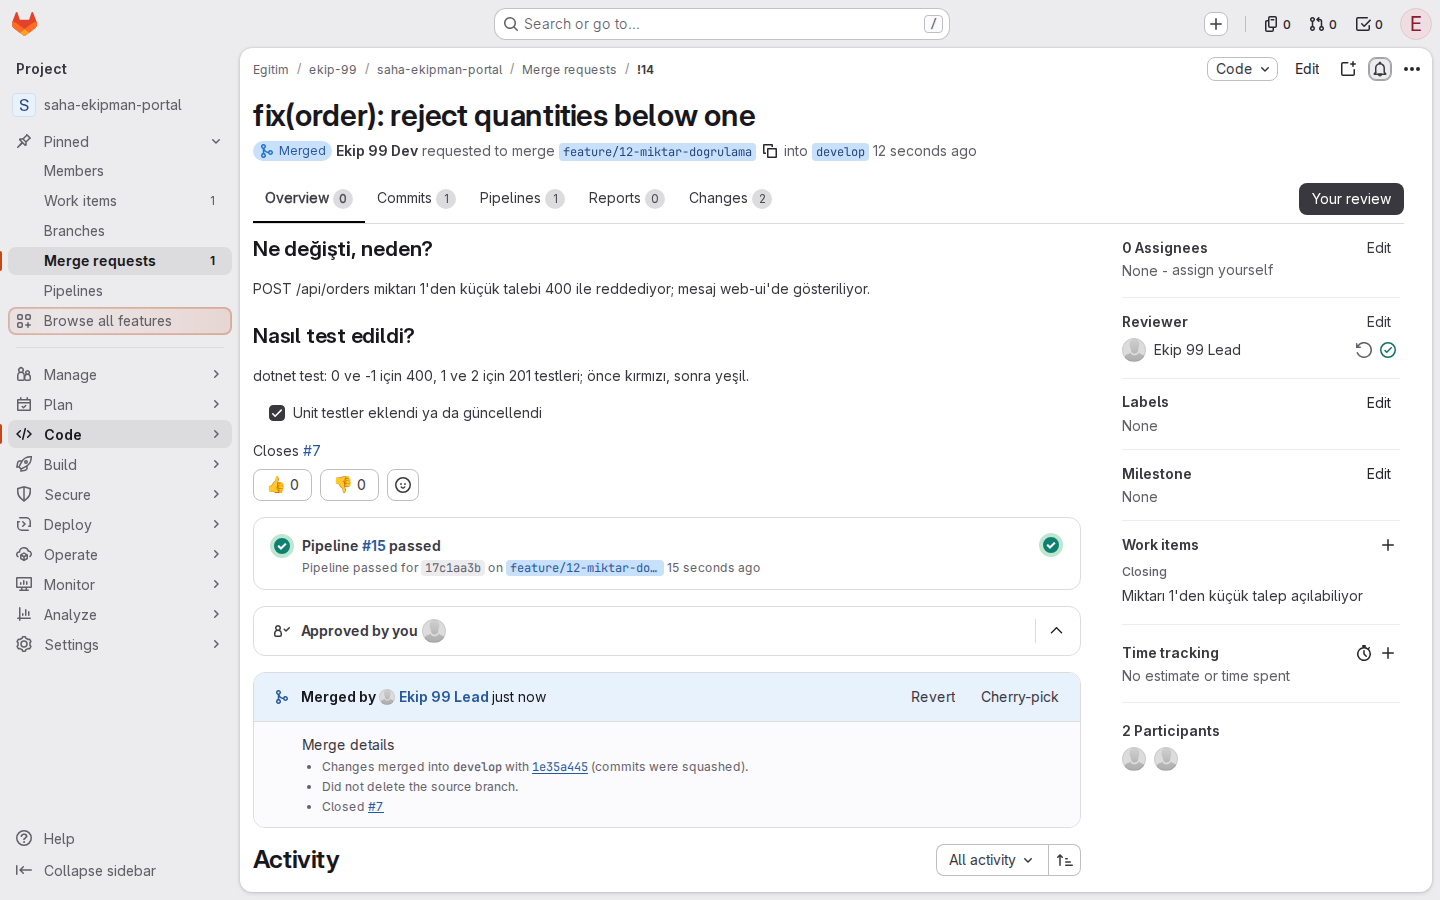 Search or go to...
/
0
0
0
E
Project
S saha-ekipman-portal
Pinned
Members
Work items 1
Branches
Merge requests 1
Pipelines
Browse all features
Manage
Plan
Code
Build
Secure
Deploy
Operate
Monitor
Analyze
Settings
Help
Collapse sidebar
Egitim / ekip-99 / saha-ekipman-portal / Merge requests / !14
Code
Edit
fix(order): reject quantities below one
Merged Ekip 99 Dev requested to merge feature/12-miktar-dogrulama into develop 12 seconds ago
Overview 0 Commits 1 Pipelines 1 Reports 0 Changes 2
Your review
Ne değişti, neden?
POST /api/orders miktarı 1'den küçük talebi 400 ile reddediyor; mesaj web-ui'de gösteriliyor.
Nasıl test edildi?
dotnet test: 0 ve -1 için 400, 1 ve 2 için 201 testleri; önce kırmızı, sonra yeşil.
Unit testler eklendi ya da güncellendi
Closes #7
👍 0 👎 0
Pipeline #15 passed
Pipeline passed for 17c1aa3b on feature/12-miktar-do… 15 seconds ago
Approved by you
Merged by Ekip 99 Lead just now
Revert Cherry-pick
Merge details
• Changes merged into develop with 1e35a445 (commits were squashed).
• Did not delete the source branch.
• Closed #7
Activity
All activity
0 Assignees Edit
None - assign yourself
Reviewer Edit
Ekip 99 Lead
Labels Edit
None
Milestone Edit
None
Work items
Closing
Miktarı 1'den küçük talep açılabiliyor
Time tracking
No estimate or time spent
2 Participants